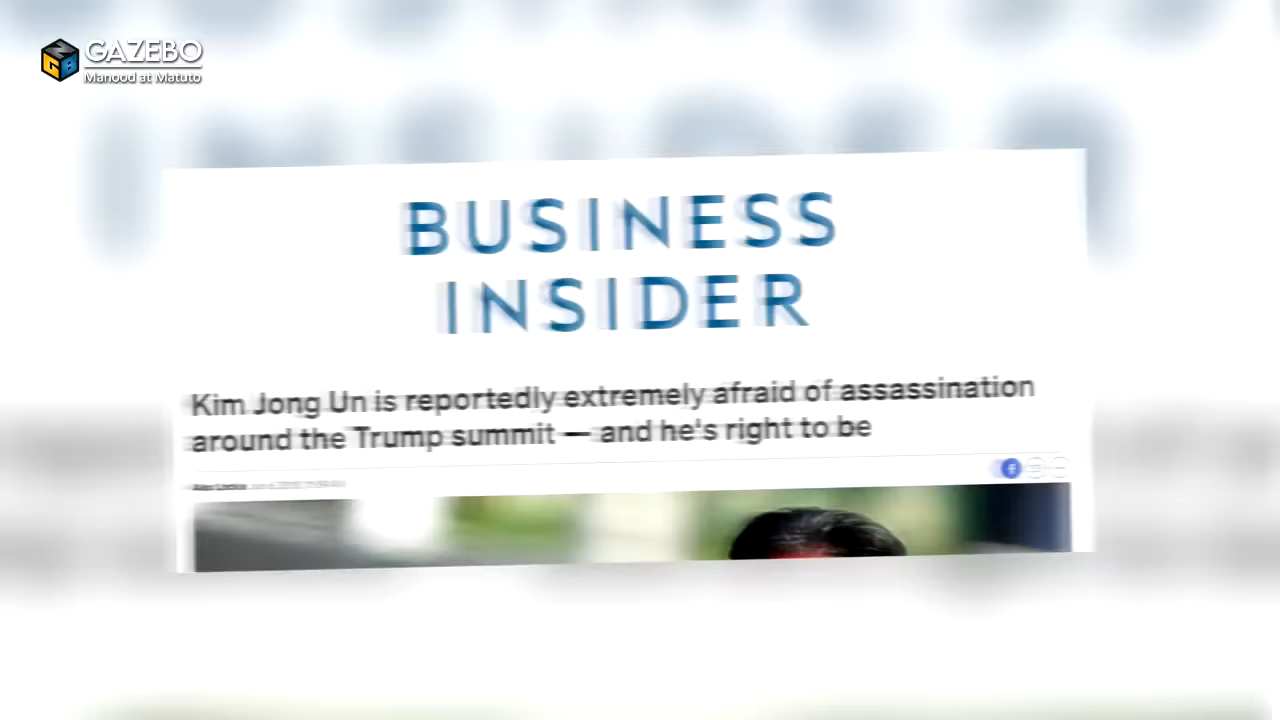 GAZEBO
Manood at Matuto
BUSINESS
INSIDER
Kim Jong Un is reportedly extremely afraid of assassination
around the Trump summit — and he's right to be